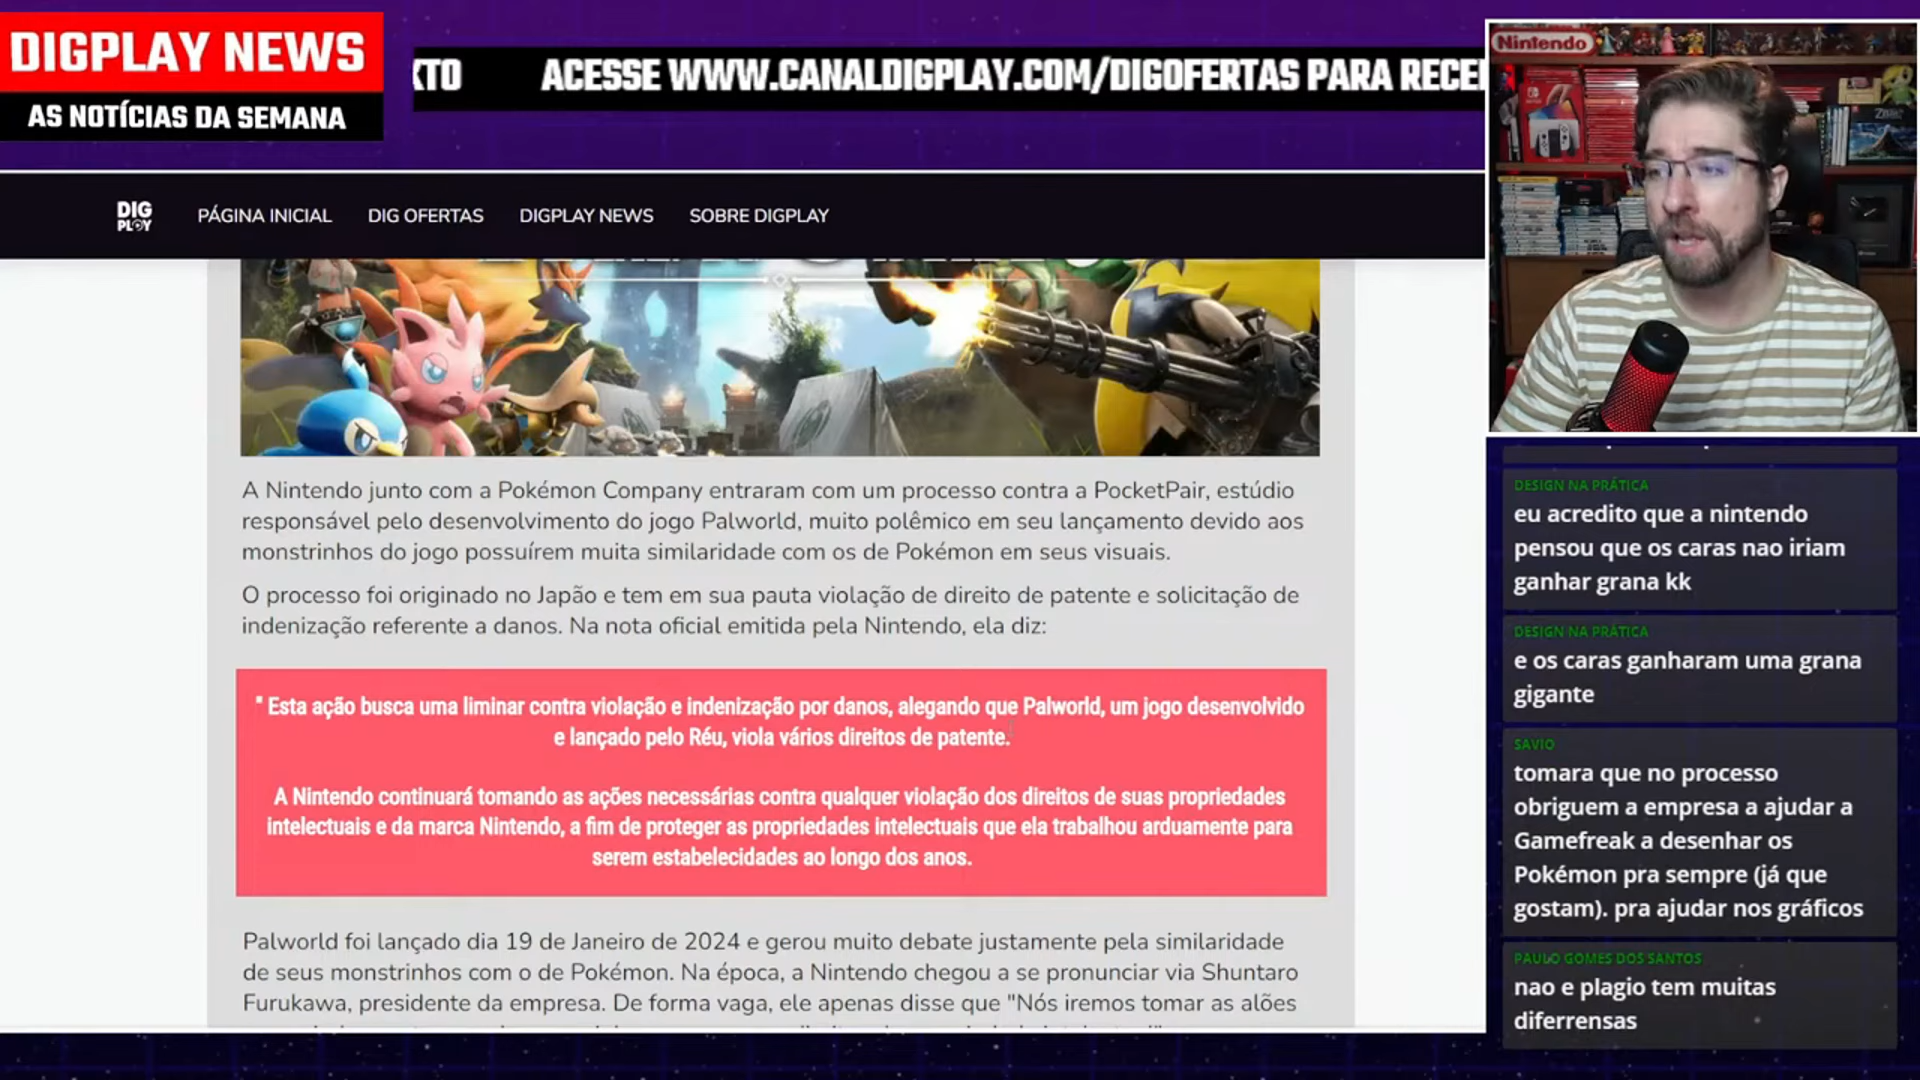 DIGPLAY NEWS
AS NOTÍCIAS DA SEMANA
XTO ACESSE WWW.CANALDIGPLAY.COM/DIGOFERTAS PARA RECE
Nintendo
DIG
PLAY
PÁGINA INICIAL DIG OFERTAS DIGPLAY NEWS SOBRE DIGPLAY
A Nintendo junto com a Pokémon Company entraram com um processo contra a PocketPair, estúdio
responsável pelo desenvolvimento do jogo Palworld, muito polêmico em seu lançamento devido aos
monstrinhos do jogo possuírem muita similaridade com os de Pokémon em seus visuais.
O processo foi originado no Japão e tem em sua pauta violação de direito de patente e solicitação de
indenização referente a danos. Na nota oficial emitida pela Nintendo, ela diz:
" Esta ação busca uma liminar contra violação e indenização por danos, alegando que Palworld, um jogo desenvolvido
e lançado pelo Réu, viola vários direitos de patente.
A Nintendo continuará tomando as ações necessárias contra qualquer violação dos direitos de suas propriedades
intelectuais e da marca Nintendo, a fim de proteger as propriedades intelectuais que ela trabalhou arduamente para
serem estabelecidades ao longo dos anos.
Palworld foi lançado dia 19 de Janeiro de 2024 e gerou muito debate justamente pela similaridade
de seus monstrinhos com o de Pokémon. Na época, a Nintendo chegou a se pronunciar via Shuntaro
Furukawa, presidente da empresa. De forma vaga, ele apenas disse que "Nós iremos tomar as alões
DESIGN NA PRÁTICA
eu acredito que a nintendo
pensou que os caras nao iriam
ganhar grana kk
DESIGN NA PRÁTICA
e os caras ganharam uma grana
gigante
SAVIO
tomara que no processo
obriguem a empresa a ajudar a
Gamefreak a desenhar os
Pokémon pra sempre (já que
gostam). pra ajudar nos gráficos
PAULO GOMES DOS SANTOS
nao e plagio tem muitas
diferrensas